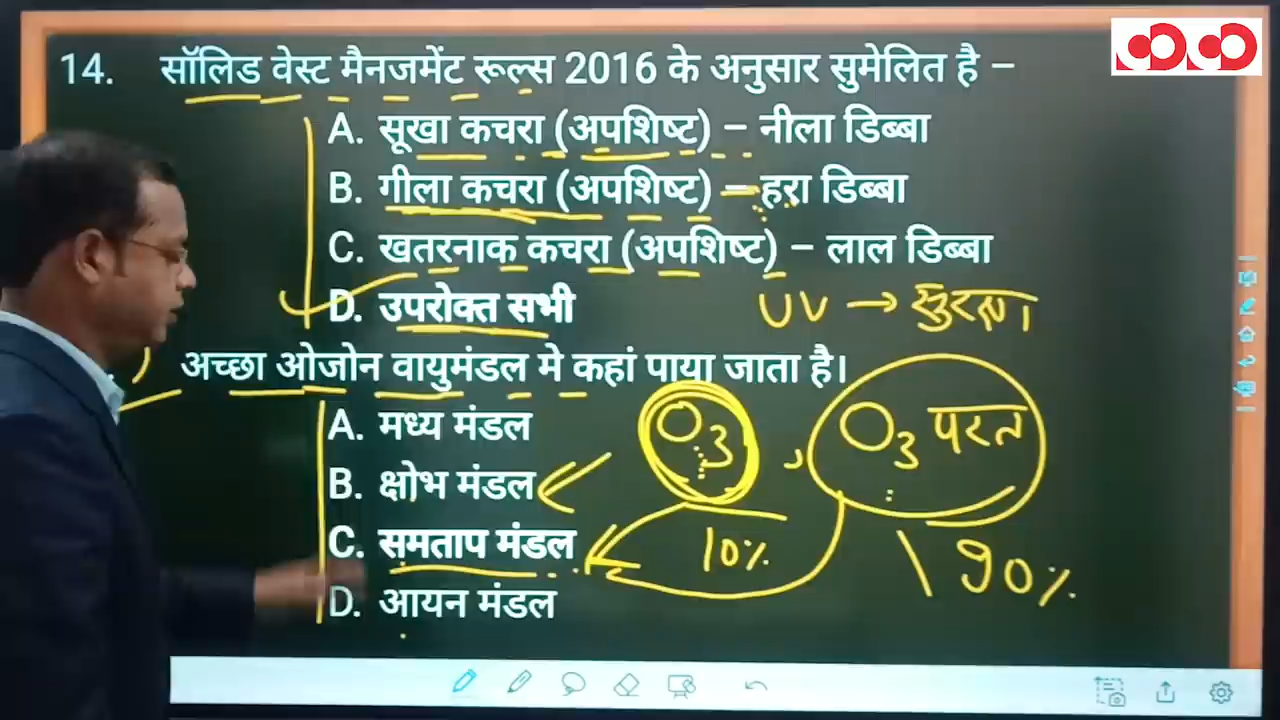 14. सॉलिड वेस्ट मैनजमेंट रूल्स 2016 के अनुसार सुमेलित है –
A. सूखा कचरा (अपशिष्ट) – नीला डिब्बा
B. गीला कचरा (अपशिष्ट) – हरा डिब्बा
C. खतरनाक कचरा (अपशिष्ट) – लाल डिब्बा
D. उपरोक्त सभी
UV → सुरक्षा
अच्छा ओजोन वायुमंडल मे कहां पाया जाता है।
A. मध्य मंडल
O3
O3 परत
B. क्षोभ मंडल
C. समताप मंडल
10%
90%
D. आयन मंडल